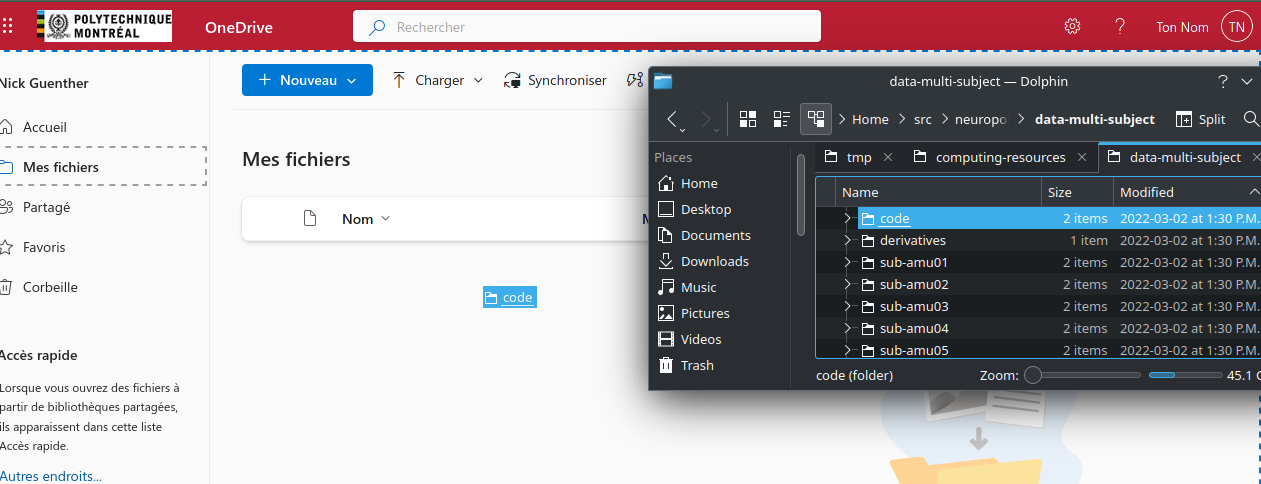 POLYTECHNIQUE
MONTRÉAL
OneDrive
Rechercher
Ton Nom
TN
Nick Guenther
Accueil
Mes fichiers
Partagé
Favoris
Corbeille
Accès rapide
Lorsque vous ouvrez des fichiers à
partir de bibliothèques partagées,
ils apparaissent dans cette liste
Accès rapide.
Autres endroits...
+ Nouveau
Charger
Synchroniser
Mes fichiers
Nom
M
code
data-multi-subject — Dolphin
?
Home > src > neuropo > data-multi-subject
Split
Places
Home
Desktop
Documents
Downloads
Music
Pictures
Videos
Trash
tmp
computing-resources
data-multi-subject
Name Size Modified
code 2 items 2022-03-02 at 1:30 P.M.
derivatives 1 item 2022-03-02 at 1:30 P.M.
sub-amu01 2 items 2022-03-02 at 1:30 P.M.
sub-amu02 2 items 2022-03-02 at 1:30 P.M.
sub-amu03 2 items 2022-03-02 at 1:30 P.M.
sub-amu04 2 items 2022-03-02 at 1:30 P.M.
sub-amu05 2 items 2022-03-02 at 1:30 P.M.
code (folder)
Zoom:
45.1